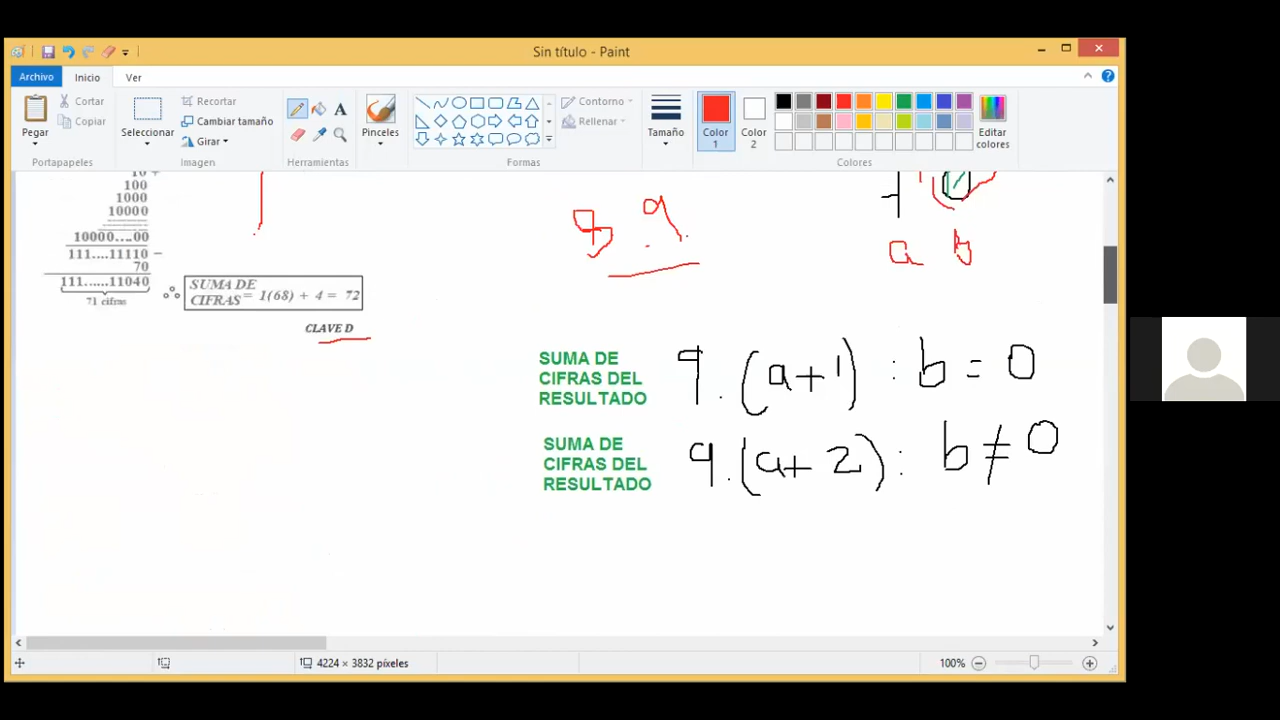 Sin título - Paint
Archivo Inicio Ver
Pegar
Cortar
Copiar
Seleccionar
Recortar
Cambiar tamaño
Girar
A
Pinceles
Contorno
Rellenar
Tamaño
Color 1
Color 2
Editar colores
Portapapeles Imagen Herramientas Formas Colores
10 +
100
1000
10000
10000....00
111....11110 -
70
111......11040
71 cifras
∴ SUMA DE CIFRAS = 1(68) + 4 = 72
CLAVE D
8 9
a b
SUMA DE
CIFRAS DEL
RESULTADO
9.(a+1) : b = 0
SUMA DE
CIFRAS DEL
RESULTADO
9.(a+2) : b ≠ 0
4224 × 3832 píxeles
100%